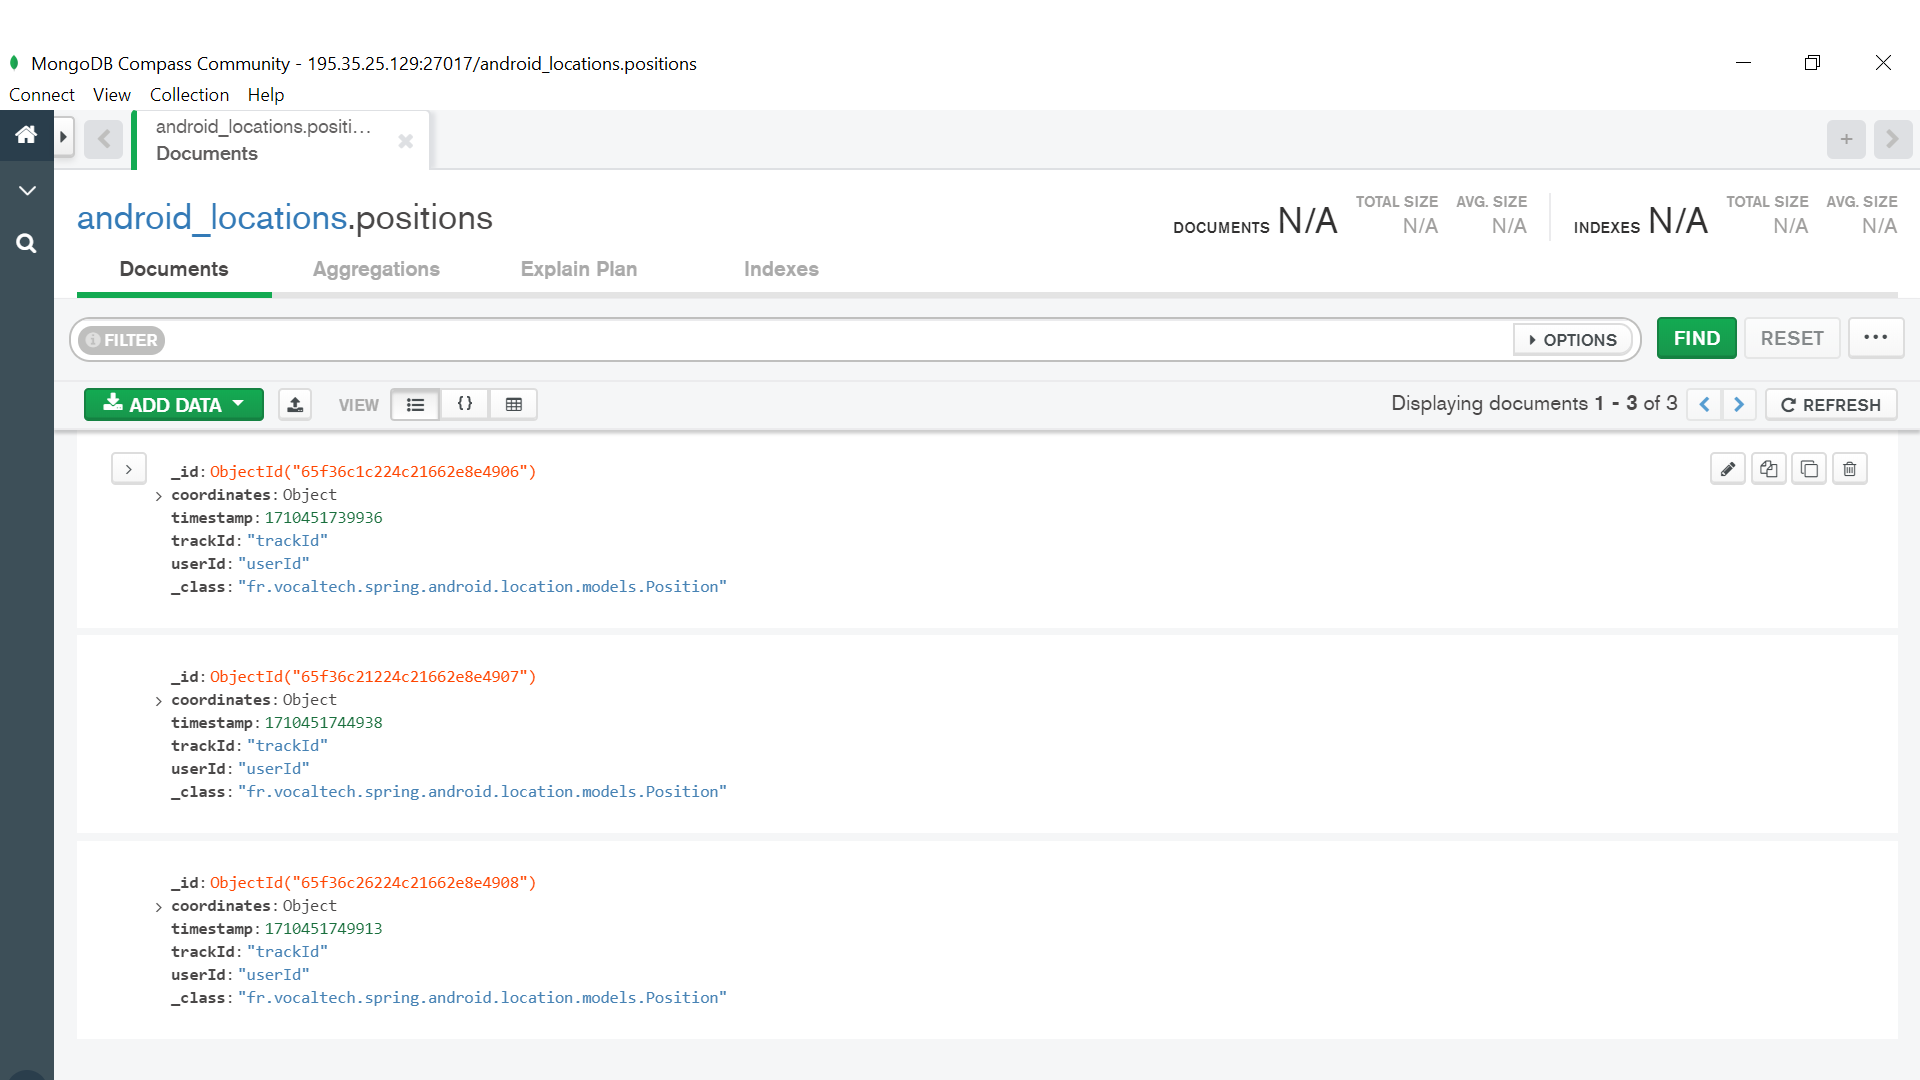 MongoDB Compass Community - 195.35.25.129:27017/android_locations.positions
Connect View Collection Help
android_locations.positi...
Documents
android_locations.positions
DOCUMENTS N/A TOTAL SIZE N/A AVG. SIZE N/A INDEXES N/A TOTAL SIZE N/A AVG. SIZE N/A
Documents Aggregations Explain Plan Indexes
FILTER OPTIONS FIND RESET ...
ADD DATA VIEW {} Displaying documents 1 - 3 of 3 REFRESH
_id: ObjectId("65f36c1c224c21662e8e4906")
coordinates: Object
timestamp: 1710451739936
trackId: "trackId"
userId: "userId"
_class: "fr.vocaltech.spring.android.location.models.Position"
_id: ObjectId("65f36c21224c21662e8e4907")
coordinates: Object
timestamp: 1710451744938
trackId: "trackId"
userId: "userId"
_class: "fr.vocaltech.spring.android.location.models.Position"
_id: ObjectId("65f36c26224c21662e8e4908")
coordinates: Object
timestamp: 1710451749913
trackId: "trackId"
userId: "userId"
_class: "fr.vocaltech.spring.android.location.models.Position"